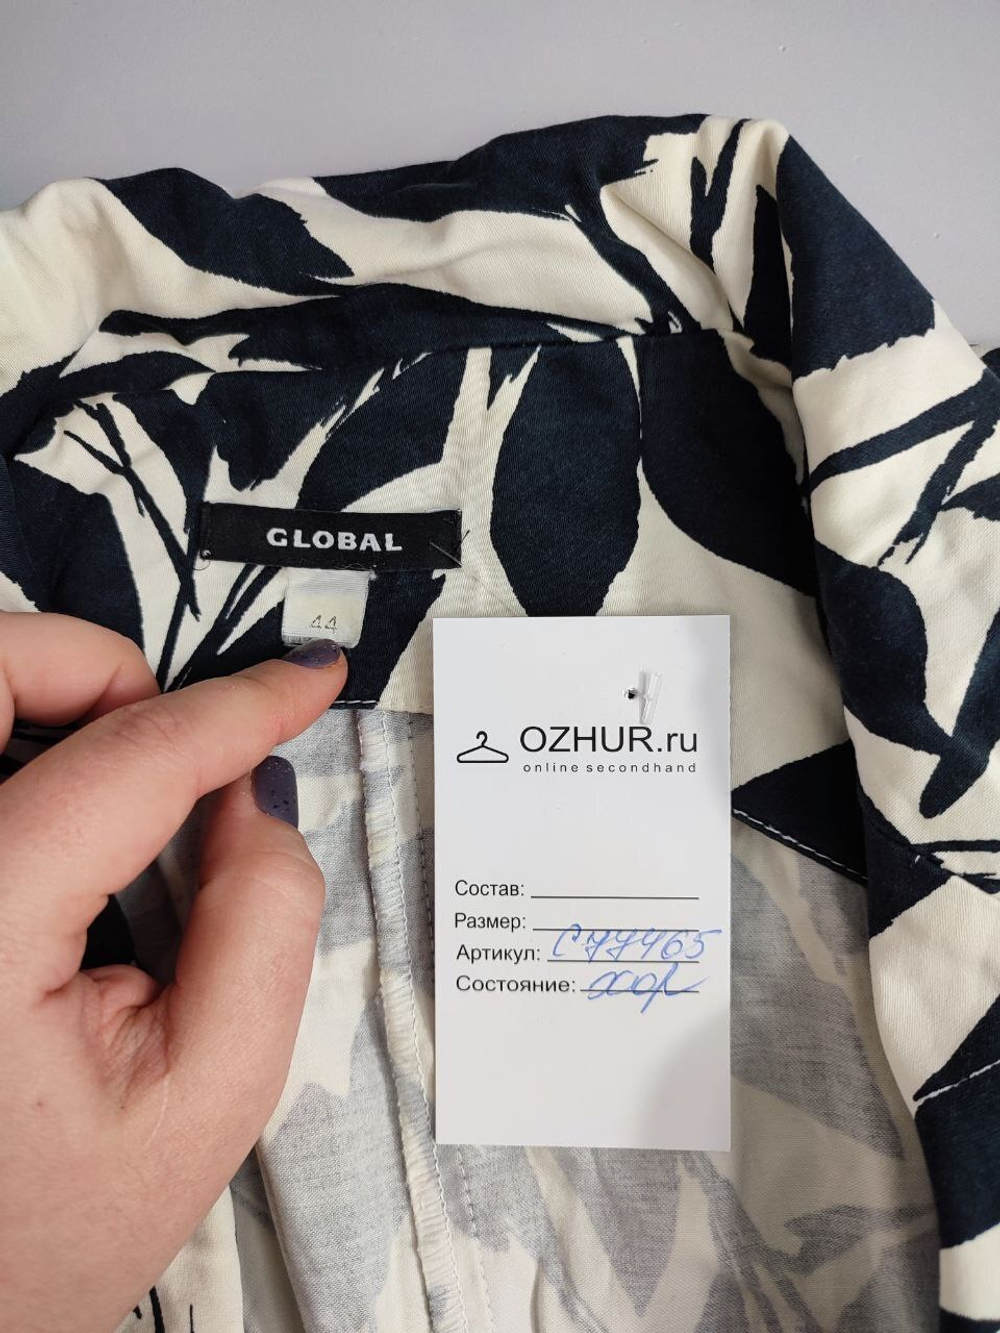 GLOBAL
44
OZHUR.ru
online secondhand
Состав:
Размер:
Артикул: С77465
Состояние: хор